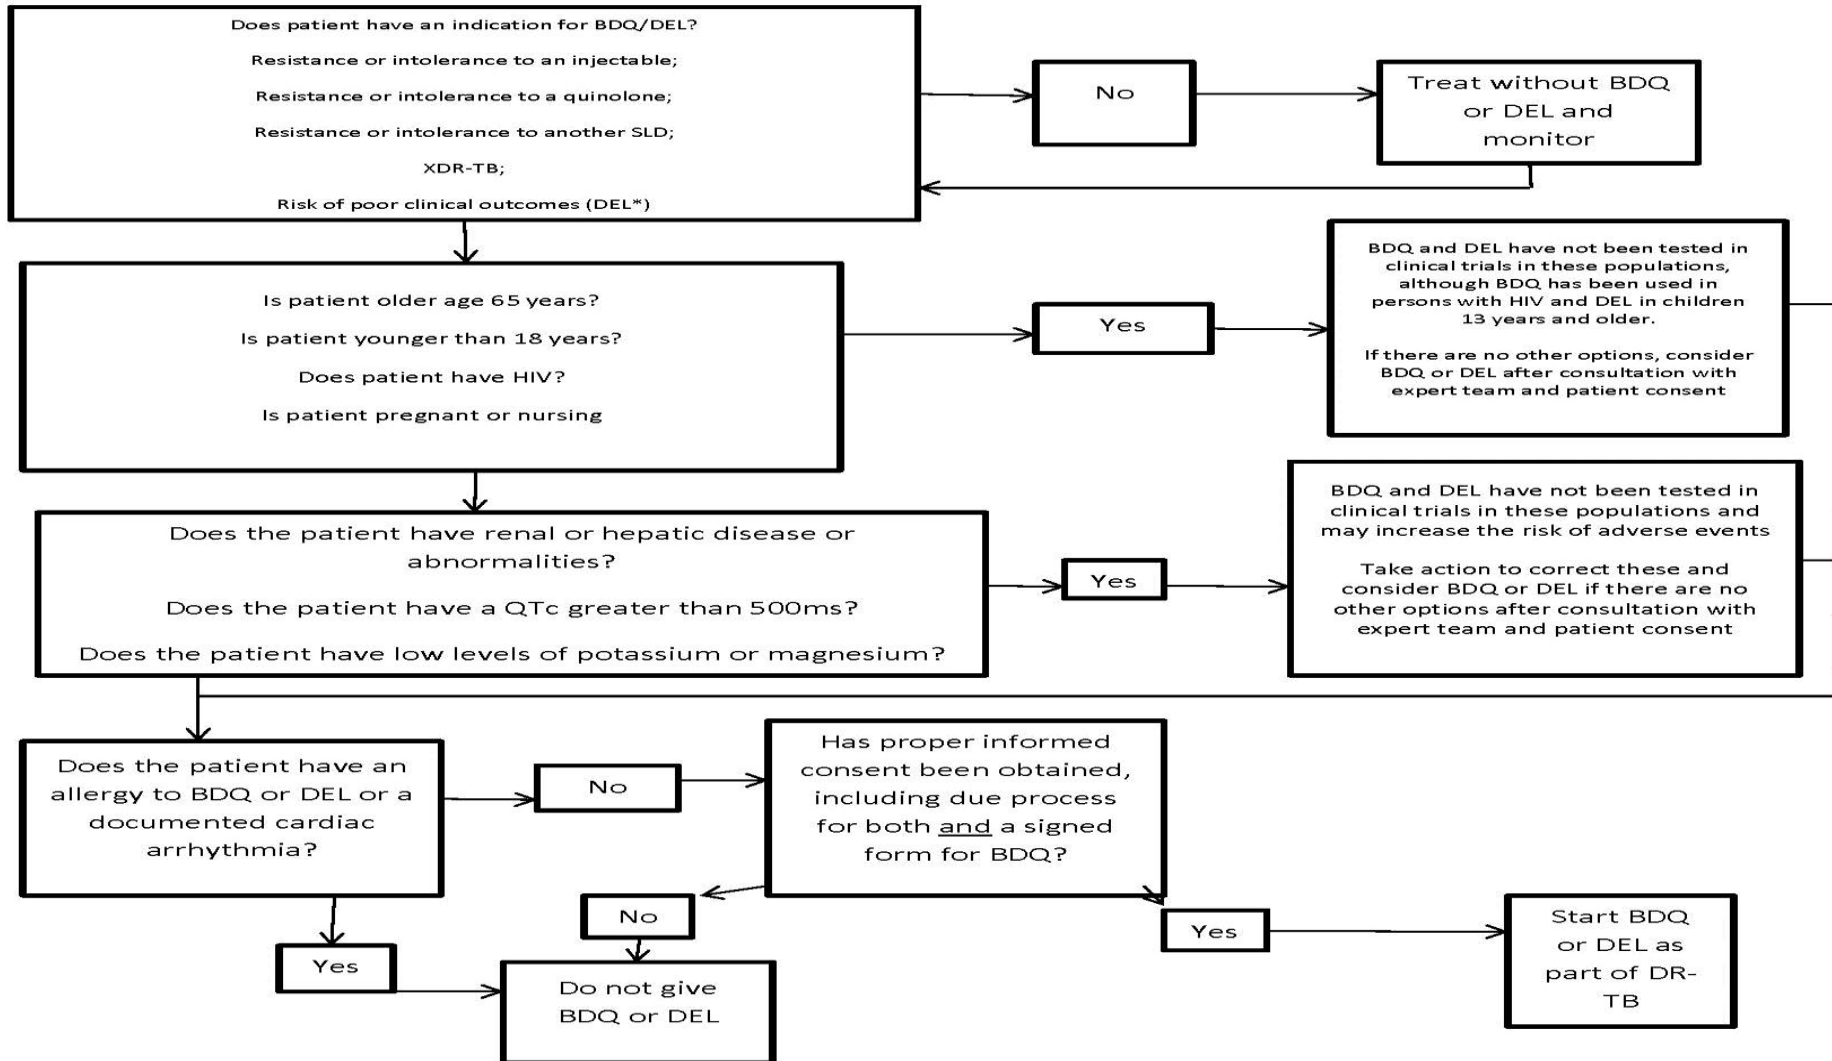 Does patient have an indication for BDQ/DEL?
Resistance or intolerance to an injectable;
Resistance or intolerance to a quinolone;
Resistance or intolerance to another SLD;
XDR-TB;
Risk of poor clinical outcomes (DEL*)
No
Treat without BDQ
or DEL and
monitor
Is patient older age 65 years?
Is patient younger than 18 years?
Does patient have HIV?
Is patient pregnant or nursing
Yes
BDQ and DEL have not been tested in
clinical trials in these populations,
although BDQ has been used in
persons with HIV and DEL in children
13 years and older.
If there are no other options, consider
BDQ or DEL after consultation with
expert team and patient consent
Does the patient have renal or hepatic disease or
abnormalities?
Does the patient have a QTc greater than 500ms?
Does the patient have low levels of potassium or magnesium?
Yes
BDQ and DEL have not been tested in
clinical trials in these populations and
may increase the risk of adverse events
Take action to correct these and
consider BDQ or DEL if there are no
other options after consultation with
expert team and patient consent
Does the patient have an
allergy to BDQ or DEL or a
documented cardiac
arrhythmia?
No
Has proper informed
consent been obtained,
including due process
for both and a signed
form for BDQ?
No
Yes
Yes
Do not give
BDQ or DEL
Start BDQ
or DEL as
part of DR-
TB